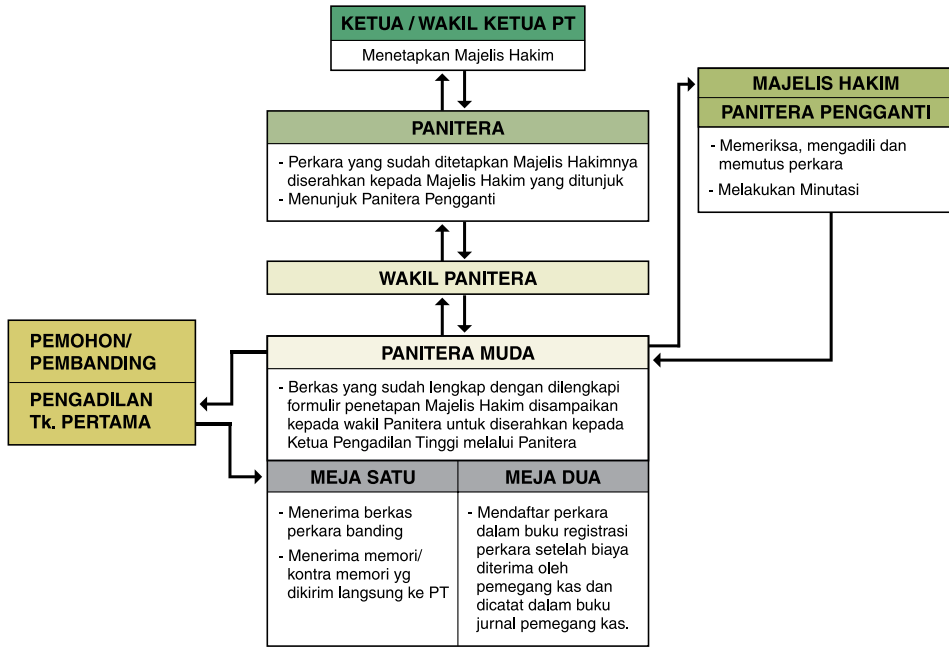 KETUA / WAKIL KETUA PT
Menetapkan Majelis Hakim
PANITERA
- Perkara yang sudah ditetapkan Majelis Hakimnya
diserahkan kepada Majelis Hakim yang ditunjuk
- Menunjuk Panitera Pengganti
MAJELIS HAKIM
PANITERA PENGGANTI
- Memeriksa, mengadili dan
memutus perkara
- Melakukan Minutasi
WAKIL PANITERA
PEMOHON/
PEMBANDING
PENGADILAN
Tk. PERTAMA
PANITERA MUDA
- Berkas yang sudah lengkap dengan dilengkapi
formulir penetapan Majelis Hakim disampaikan
kepada wakil Panitera untuk diserahkan kepada
Ketua Pengadilan Tinggi melalui Panitera
MEJA SATU
- Menerima berkas
perkara banding
- Menerima memori/
kontra memori yg
dikirim langsung ke PT
MEJA DUA
- Mendaftar perkara
dalam buku registrasi
perkara setelah biaya
diterima oleh
pemegang kas dan
dicatat dalam buku
jurnal pemegang kas.